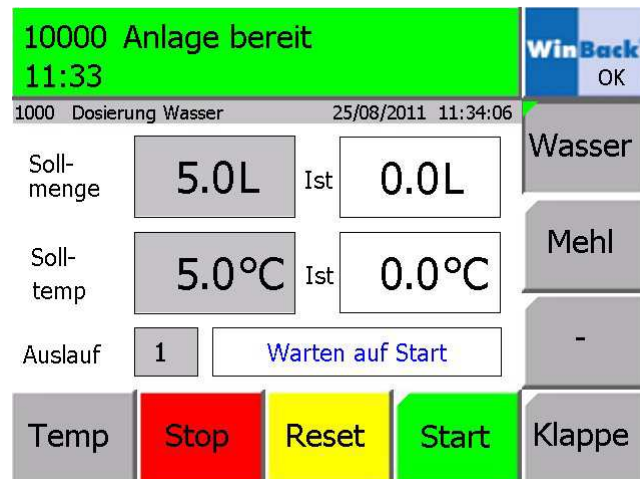 10000 Anlage bereit
11:33
WinBack
OK
1000 Dosierung Wasser 25/08/2011 11:34:06
Wasser
Soll-
menge
5.0L Ist 0.0L
Mehl
Soll-
temp
5.0°C Ist 0.0°C
-
Auslauf 1 Warten auf Start
Temp Stop Reset Start Klappe